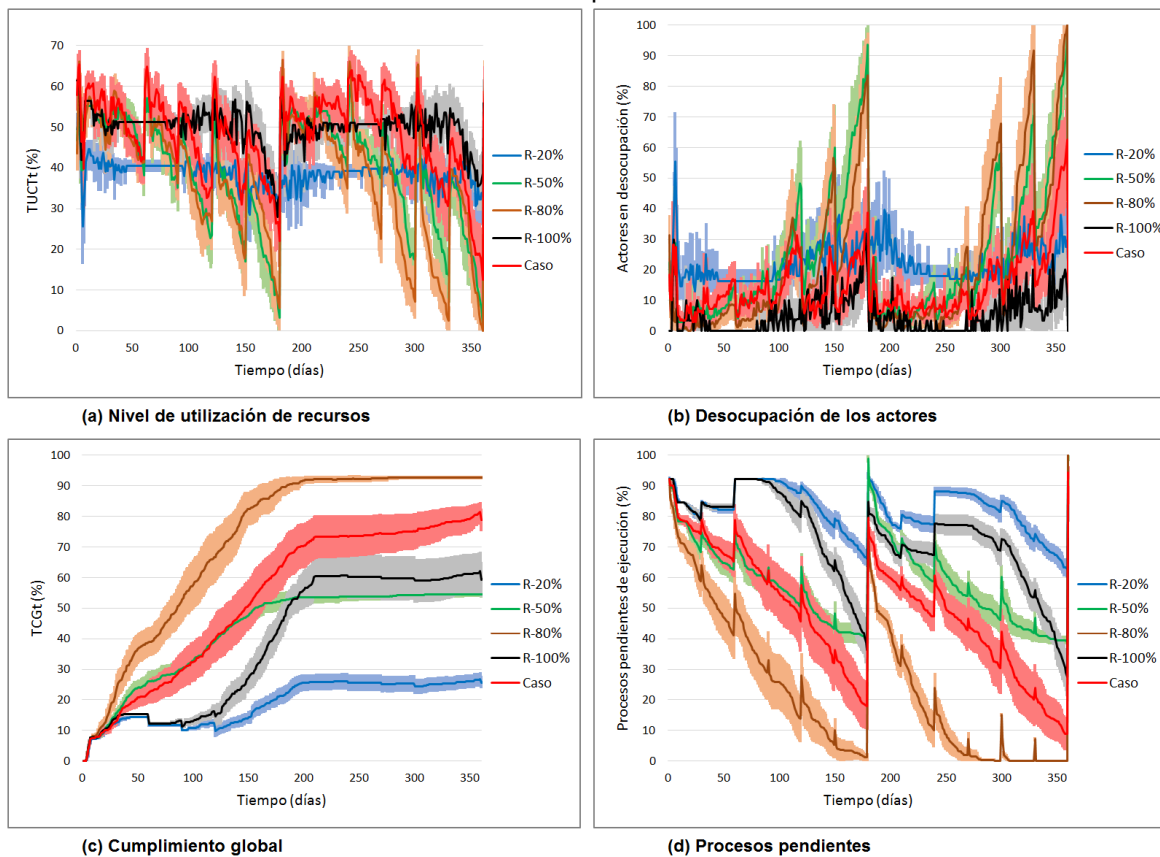 70
60
50
40
30
20
10
0
TUCTt (%)
0 50 100 150 200 250 300 350
Tiempo (días)
R-20%
R-50%
R-80%
R-100%
Caso
(a) Nivel de utilización de recursos
100
90
80
70
60
50
40
30
20
10
0
Actores en desocupación (%)
0 50 100 150 200 250 300 350
Tiempo (días)
R-20%
R-50%
R-80%
R-100%
Caso
(b) Desocupación de los actores
100
90
80
70
60
50
40
30
20
10
0
TCGt (%)
0 50 100 150 200 250 300 350
Tiempo (días)
R-20%
R-50%
R-80%
R-100%
Caso
(c) Cumplimiento global
100
90
80
70
60
50
40
30
20
10
0
Procesos pendientes de ejecución (%)
0 50 100 150 200 250 300 350
Tiempo (días)
R-20%
R-50%
R-80%
R-100%
Caso
(d) Procesos pendientes